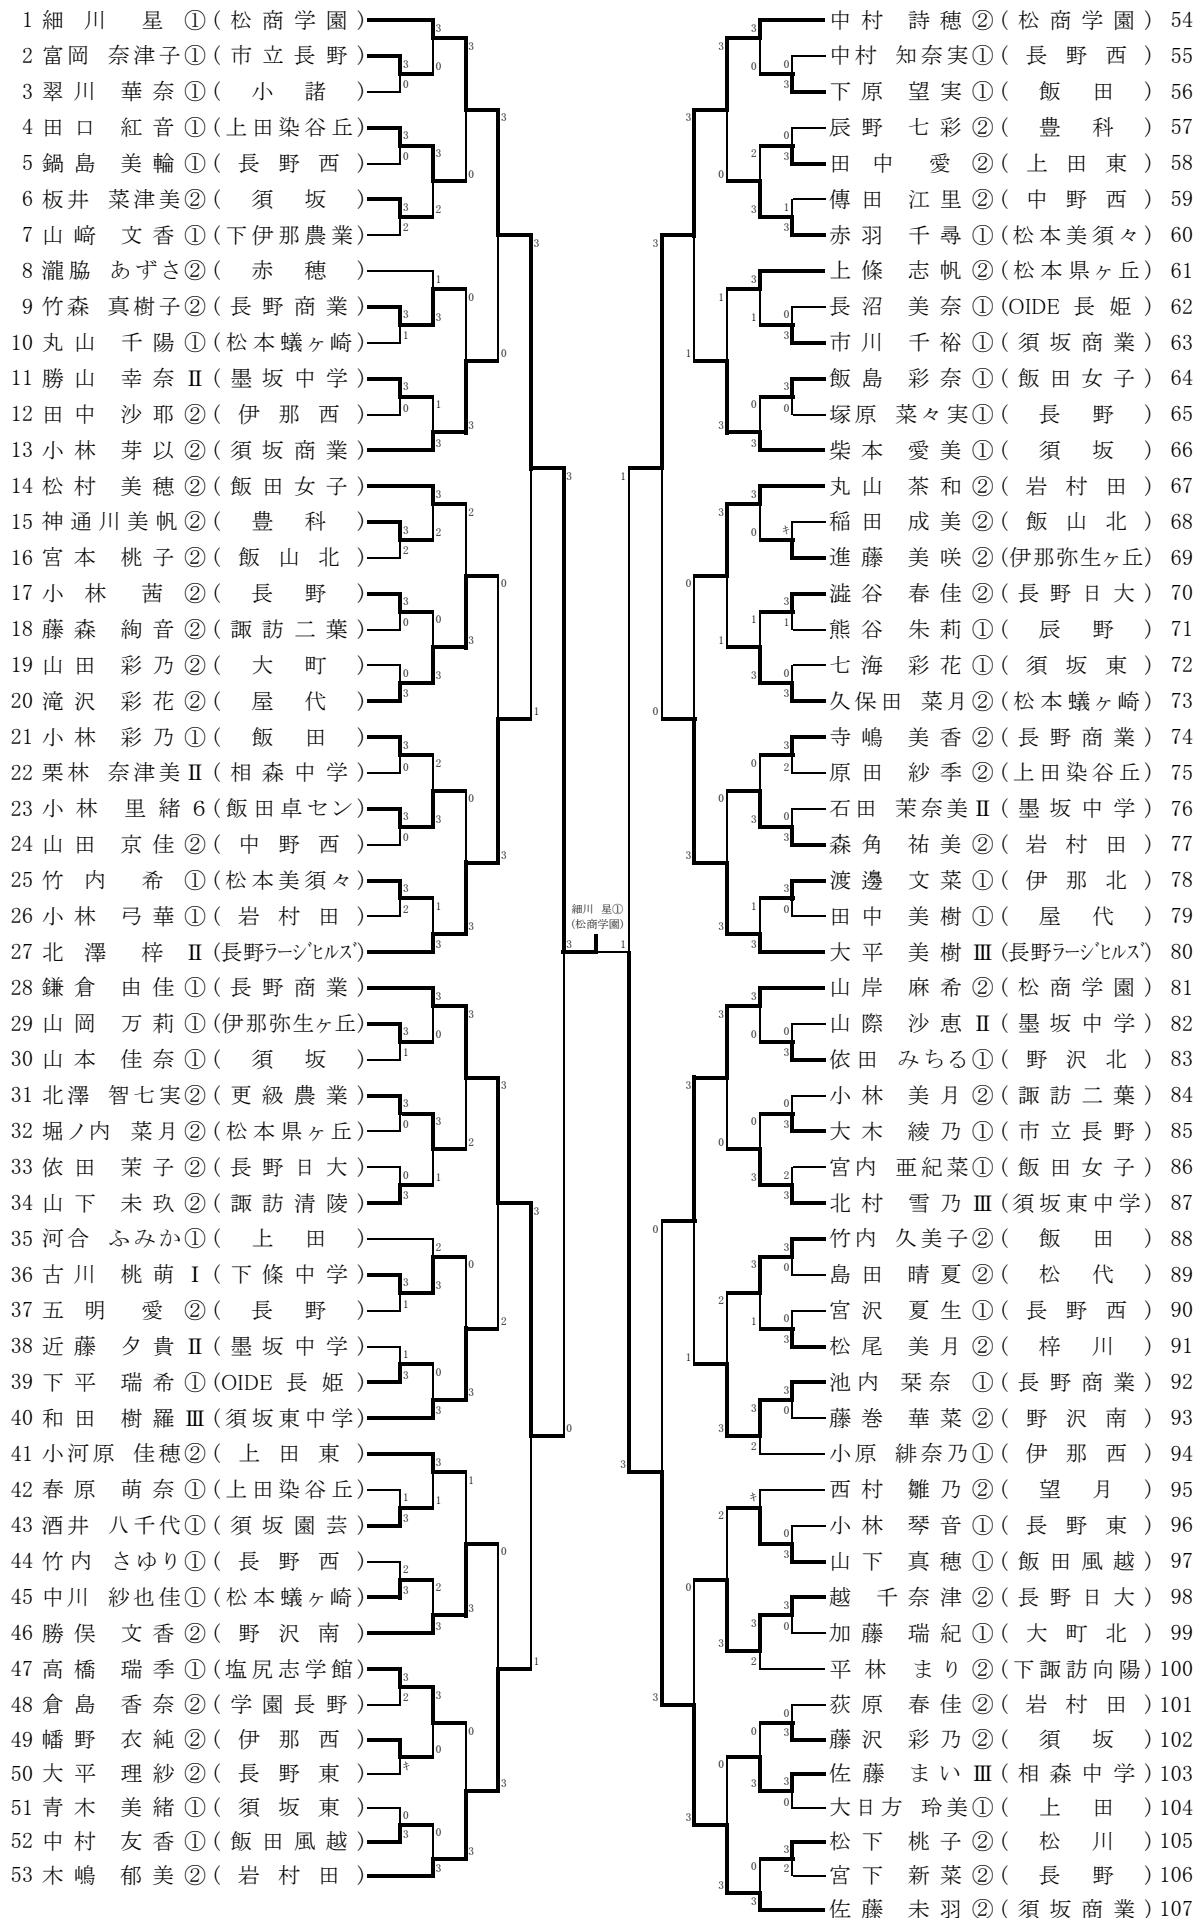 1 細川 星 ① (松商学園)
2 富岡 奈津子 ① (市立長野)
3 翠川 華奈 ① (小諸)
4 田口 紅音 ① (上田染谷丘)
5 鍋島 美輪 ① (長野西)
6 板井 菜津美 ② (須坂)
7 山﨑 文香 ① (下伊那農業)
8 瀧脇 あずさ ② (赤穂)
9 竹森 真樹子 ② (長野商業)
10 丸山 千陽 ① (松本蟻ヶ崎)
11 勝山 幸奈 Ⅱ (墨坂中学)
12 田中 沙耶 ② (伊那西)
13 小林 芽以 ② (須坂商業)
14 松村 美穂 ② (飯田女子)
15 神通川美帆 ② (豊科)
16 宮本 桃子 ② (飯山北)
17 小林 茜 ② (長野)
18 藤森 絢音 ② (諏訪二葉)
19 山田 彩乃 ② (大町)
20 滝沢 彩花 ② (屋代)
21 小林 彩乃 ① (飯田)
22 栗林 奈津美 Ⅱ (相森中学)
23 小林 里緒 6 (飯田卓セン)
24 山田 京佳 ② (中野西)
25 竹内 希 ① (松本美須々)
26 小林 弓華 ① (岩村田)
27 北澤 梓 Ⅱ (長野ラージヒルズ)
28 鎌倉 由佳 ① (長野商業)
29 山岡 万莉 ① (伊那弥生ヶ丘)
30 山本 佳奈 ① (須坂)
31 北澤 智七実 ② (更級農業)
32 堀ノ内 菜月 ② (松本県ヶ丘)
33 依田 茉子 ② (長野日大)
34 山下 未玖 ② (諏訪清陵)
35 河合 ふみか ① (上田)
36 古川 桃萌 Ⅰ (下條中学)
37 五明 愛 ② (長野)
38 近藤 夕貴 Ⅱ (墨坂中学)
39 下平 瑞希 ① (OIDE 長姫)
40 和田 樹羅 Ⅲ (須坂東中学)
41 小河原 佳穂 ② (上田東)
42 春原 萌奈 ① (上田染谷丘)
43 酒井 八千代 ① (須坂園芸)
44 竹内 さゆり ① (長野西)
45 中川 紗也佳 ① (松本蟻ヶ崎)
46 勝俣 文香 ② (野沢南)
47 高橋 瑞季 ① (塩尻志学館)
48 倉島 香奈 ② (学園長野)
49 幡野 衣純 ② (伊那西)
50 大平 理紗 ② (長野東)
51 青木 美緒 ① (須坂東)
52 中村 友香 ① (飯田風越)
53 木嶋 郁美 ② (岩村田)
細川 星①
(松商学園)
中村 詩穂 ② (松商学園) 54
中村 知奈実 ① (長野西) 55
下原 望実 ① (飯田) 56
辰野 七彩 ② (豊科) 57
田中 愛 ② (上田東) 58
傳田 江里 ② (中野西) 59
赤羽 千尋 ① (松本美須々) 60
上條 志帆 ② (松本県ヶ丘) 61
長沼 美奈 ① (OIDE 長姫) 62
市川 千裕 ① (須坂商業) 63
飯島 彩奈 ① (飯田女子) 64
塚原 菜々実 ① (長野) 65
柴本 愛美 ① (須坂) 66
丸山 茶和 ② (岩村田) 67
稲田 成美 ② (飯山北) 68
進藤 美咲 ② (伊那弥生ヶ丘) 69
澁谷 春佳 ② (長野日大) 70
熊谷 朱莉 ① (辰野) 71
七海 彩花 ① (須坂東) 72
久保田 菜月 ② (松本蟻ヶ崎) 73
寺嶋 美香 ② (長野商業) 74
原田 紗季 ② (上田染谷丘) 75
石田 茉奈美 Ⅱ (墨坂中学) 76
森角 祐美 ② (岩村田) 77
渡邊 文菜 ① (伊那北) 78
田中 美樹 ① (屋代) 79
大平 美樹 Ⅲ (長野ラージヒルズ) 80
山岸 麻希 ② (松商学園) 81
山際 沙恵 Ⅱ (墨坂中学) 82
依田 みちる ① (野沢北) 83
小林 美月 ② (諏訪二葉) 84
大木 綾乃 ① (市立長野) 85
宮内 亜紀菜 ① (飯田女子) 86
北村 雪乃 Ⅲ (須坂東中学) 87
竹内 久美子 ② (飯田) 88
島田 晴夏 ② (松代) 89
宮沢 夏生 ① (長野西) 90
松尾 美月 ② (梓川) 91
池内 栞奈 ① (長野商業) 92
藤巻 華菜 ② (野沢南) 93
小原 緋奈乃 ① (伊那西) 94
西村 雛乃 ② (望月) 95
小林 琴音 ① (長野東) 96
山下 真穂 ① (飯田風越) 97
越 千奈津 ② (長野日大) 98
加藤 瑞紀 ① (大町北) 99
平林 まり ② (下諏訪向陽) 100
荻原 春佳 ② (岩村田) 101
藤沢 彩乃 ② (須坂) 102
佐藤 まい Ⅲ (相森中学) 103
大日方 玲美 ① (上田) 104
松下 桃子 ② (松川) 105
宮下 新菜 ② (長野) 106
佐藤 未羽 ② (須坂商業) 107